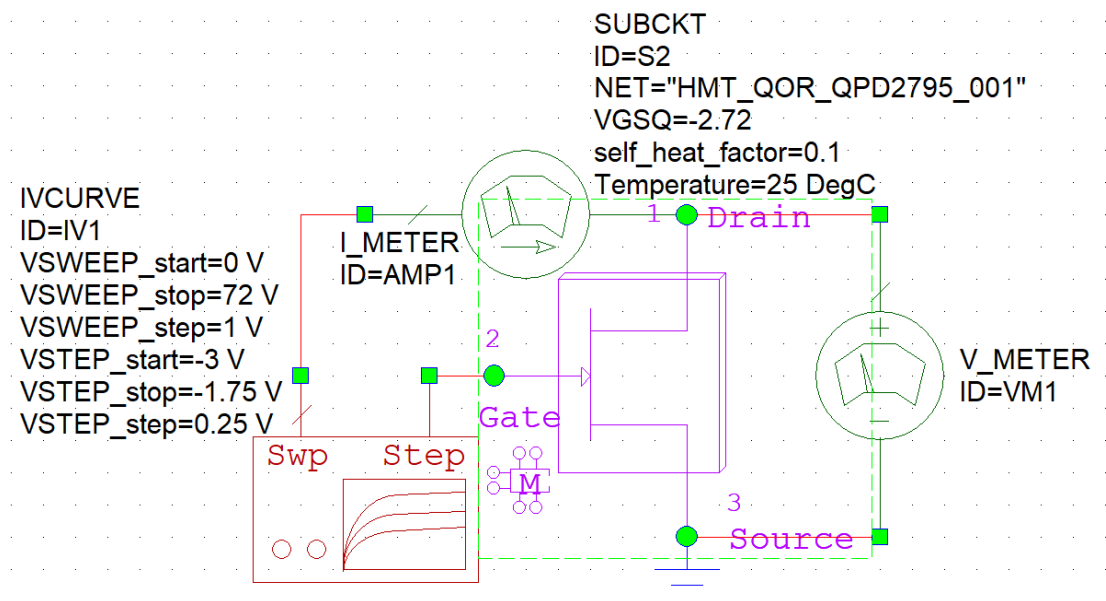 SUBCKT
ID=S2
NET="HMT_QOR_QPD2795_001"
VGSQ=-2.72
self_heat_factor=0.1
Temperature=25 DegC
IVCURVE
ID=IV1
VSWEEP_start=0 V
VSWEEP_stop=72 V
VSWEEP_step=1 V
VSTEP_start=-3 V
VSTEP_stop=-1.75 V
VSTEP_step=0.25 V
I_METER
ID=AMP1
1
Drain
2
Gate
V_METER
ID=VM1
Swp
Step
M
3
Source